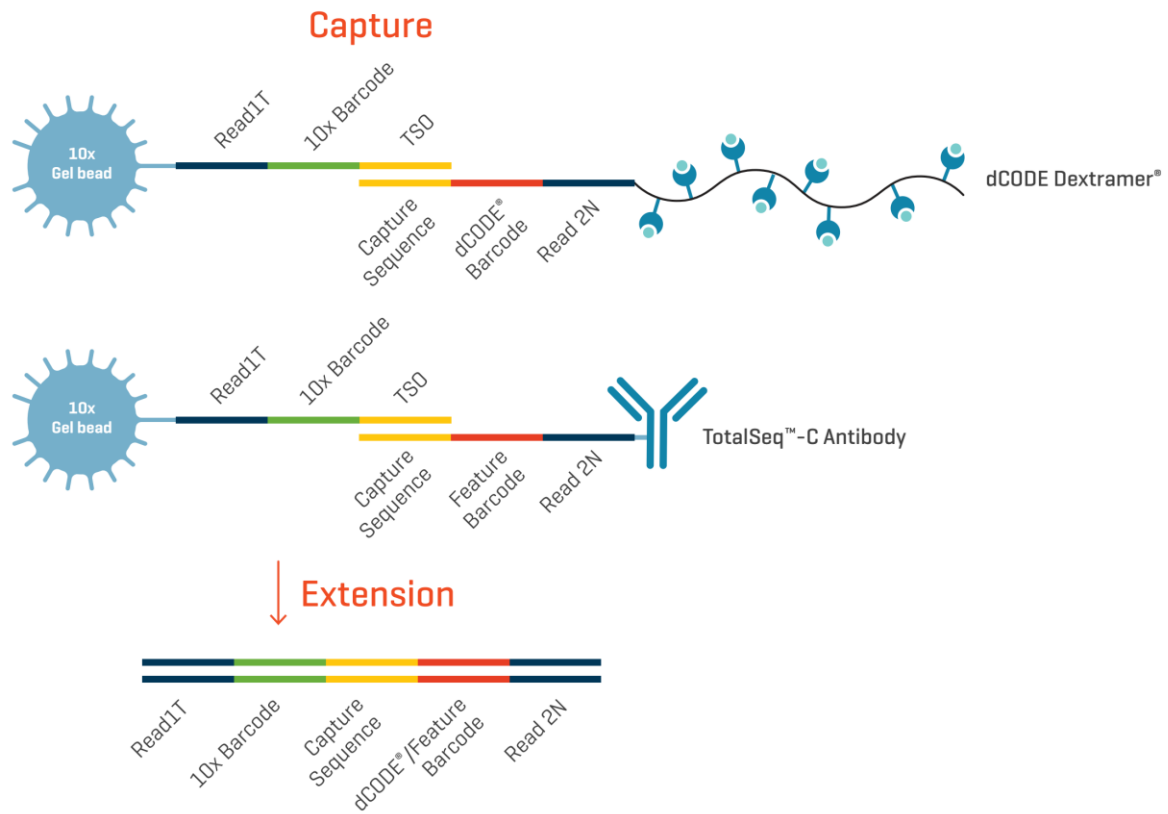 Capture
Read1T
10x Barcode
TSO
10x
Gel bead
Capture
Sequence
dCODE®
Barcode
Read 2N
dCODE Dextramer®
Read1T
10x Barcode
TSO
10x
Gel bead
Capture
Sequence
Feature
Barcode
Read 2N
TotalSeq™-C Antibody
Extension
Read1T
10x Barcode
Capture
Sequence
dCODE®/Feature
Barcode
Read 2N